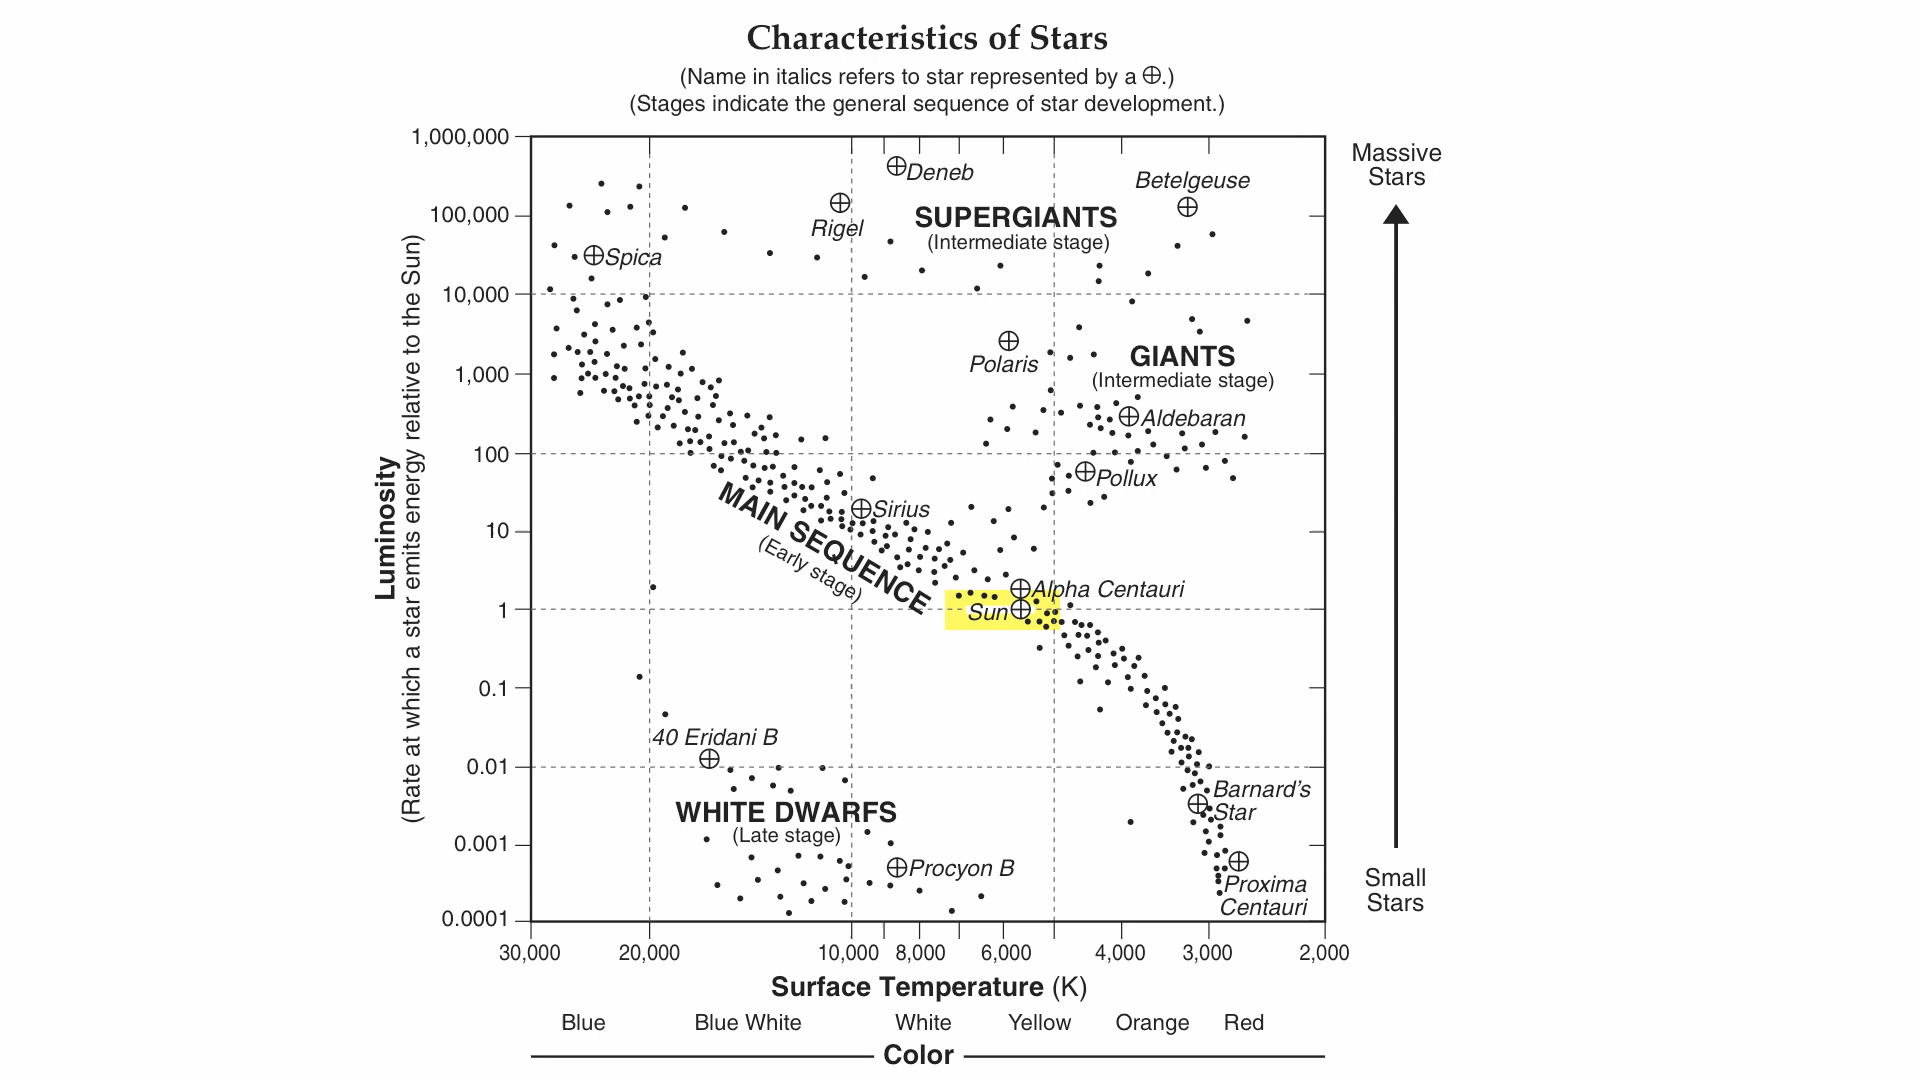 Characteristics of Stars
(Name in italics refers to star represented by a ⊕.)
(Stages indicate the general sequence of star development.)
Luminosity
(Rate at which a star emits energy relative to the Sun)
1,000,000
100,000
10,000
1,000
100
10
1
0.1
0.01
0.001
0.0001
Deneb
Betelgeuse
Rigel
SUPERGIANTS
(Intermediate stage)
Spica
Polaris
GIANTS
(Intermediate stage)
Aldebaran
Pollux
Sirius
MAIN SEQUENCE
(Early stage)
Alpha Centauri
Sun
40 Eridani B
WHITE DWARFS
(Late stage)
Barnard’s
Star
Procyon B
Proxima
Centauri
Massive
Stars
Small
Stars
30,000 20,000 10,000 8,000 6,000 4,000 3,000 2,000
Surface Temperature (K)
Blue Blue White White Yellow Orange Red
Color